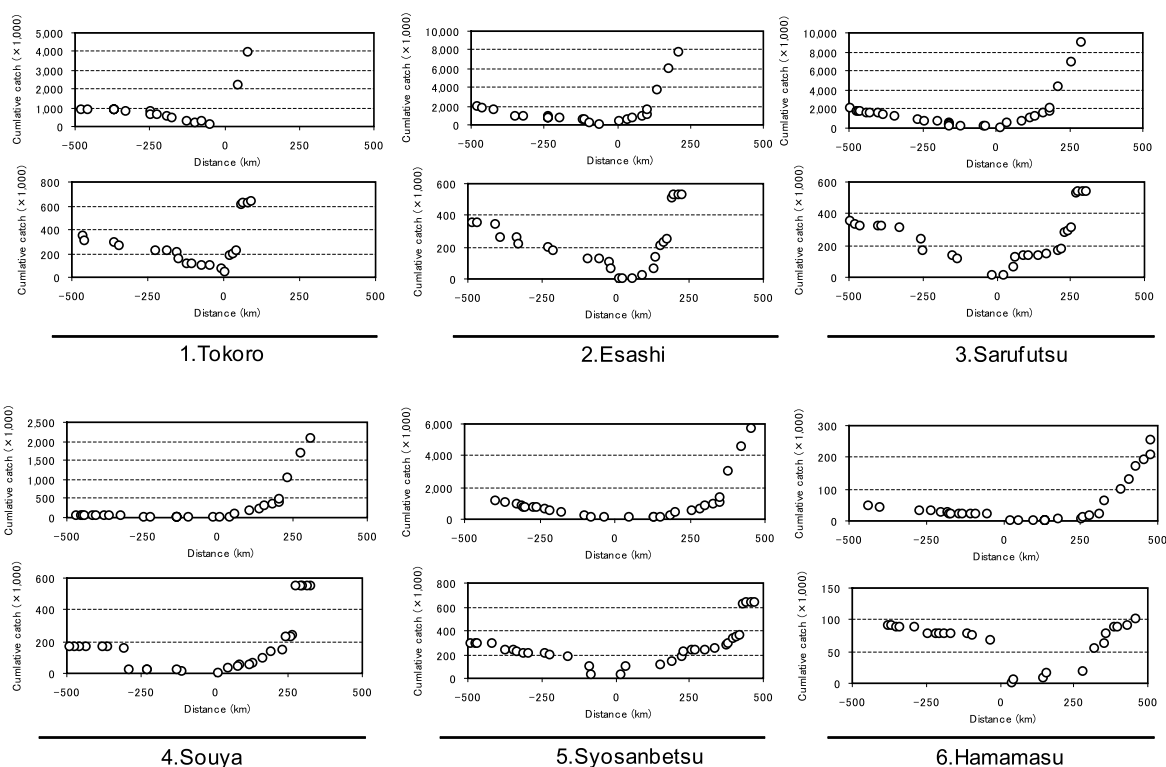 Cumlative catch (×1,000)
5,000
4,000
3,000
2,000
1,000
0
−500 −250 0 250 500
Distance (km)
Cumlative catch (×1,000)
10,000
8,000
6,000
4,000
2,000
0
−500 −250 0 250 500
Distance (km)
Cumlative catch (×1,000)
10,000
8,000
6,000
4,000
2,000
0
−500 −250 0 250 500
Distance (km)
Cumlative catch (×1,000)
800
600
400
200
0
−500 −250 0 250 500
Distance (km)
Cumlative catch (×1,000)
600
400
200
0
−500 −250 0 250 500
Distance (km)
Cumlative catch (×1,000)
600
400
200
0
−500 −250 0 250 500
Distance (km)
1.Tokoro
2.Esashi
3.Sarufutsu
Cumlative catch (×1,000)
2,500
2,000
1,500
1,000
500
0
−500 −250 0 250 500
Distance (km)
Cumlative catch (×1,000)
6,000
4,000
2,000
0
−500 −250 0 250 500
Distance (km)
Cumlative catch (×1,000)
300
200
100
0
−500 −250 0 250 500
Distance (km)
Cumlative catch (×1,000)
600
400
200
0
−500 −250 0 250 500
Distance (km)
Cumlative catch (×1,000)
800
600
400
200
0
−500 −250 0 250 500
Distance (km)
Cumlative catch (×1,000)
150
100
50
0
−500 −250 0 250 500
Distance (km)
4.Souya
5.Syosanbetsu
6.Hamamasu